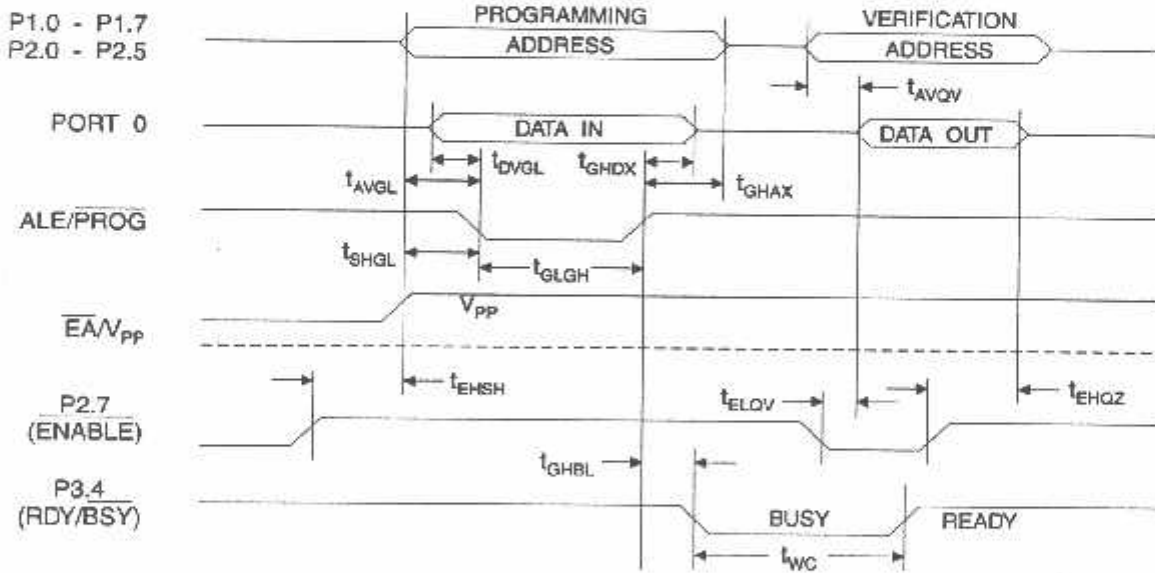 PROGRAMMING
VERIFICATION
P1.0 - P1.7
P2.0 - P2.5
ADDRESS
ADDRESS
tAVQV
PORT 0
DATA IN
DATA OUT
tDVGL
tGHDX
tAVGL
tGHAX
ALE/PROG
tSHGL
tGLGH
EA/VPP
VPP
tEHSH
P2.7
(ENABLE)
tELQV
tEHQZ
tGHBL
P3.4
(RDY/BSY)
BUSY
READY
tWC